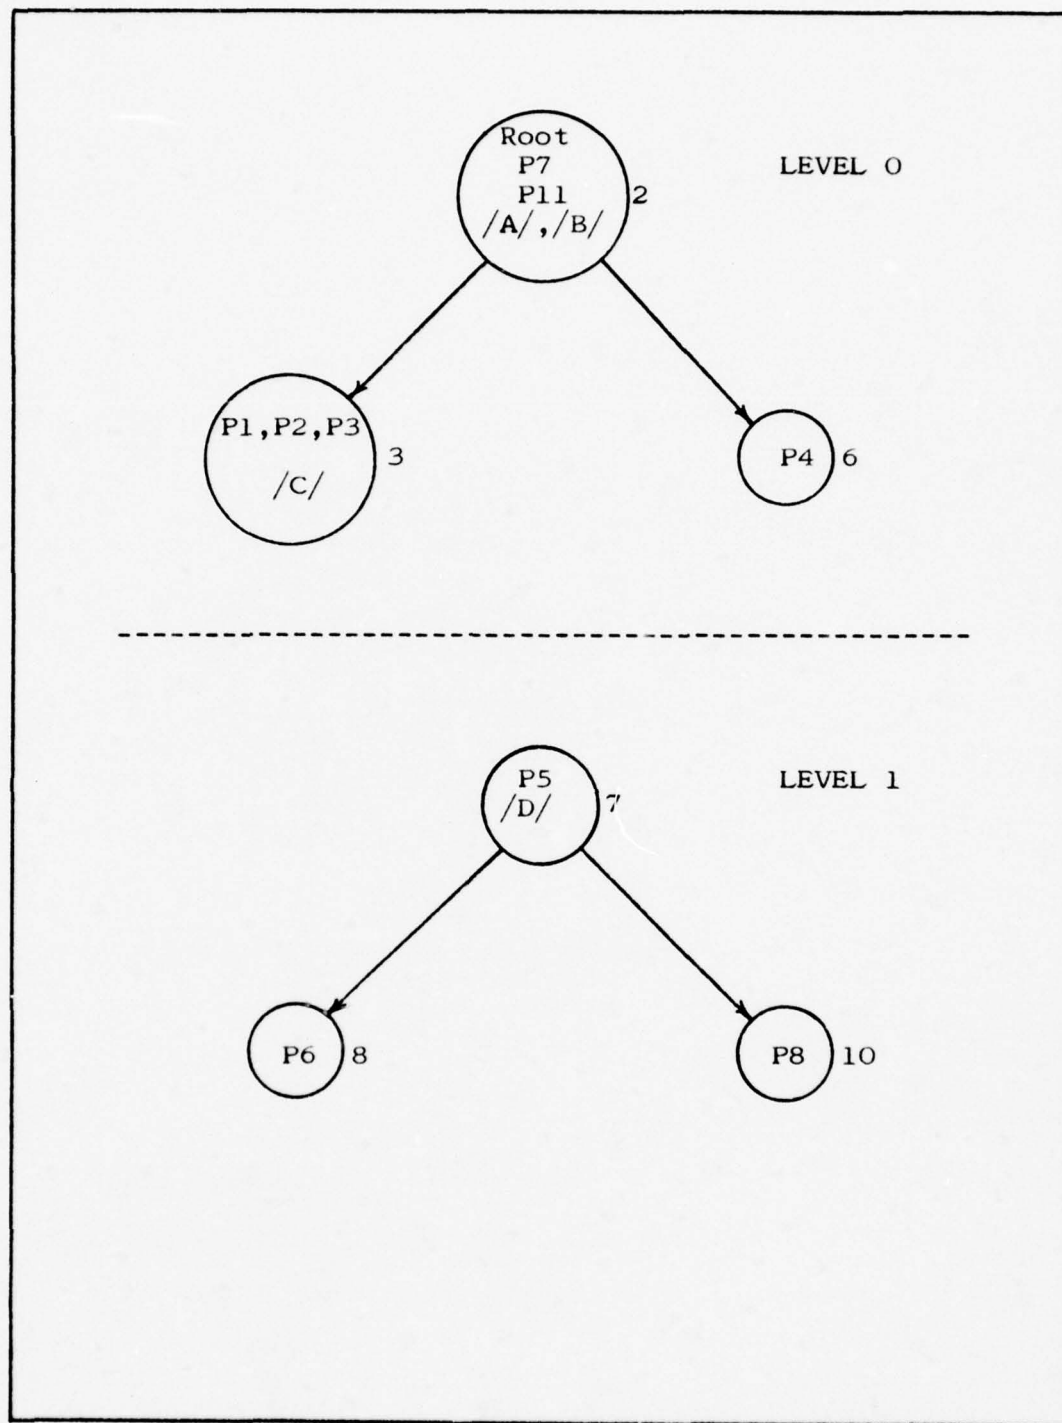 Root
P7 LEVEL 0
P11 2
/A/,/B/
P1,P2,P3
3 P4 6
/C/
P5 LEVEL 1
/D/ 7
P6 8 P8 10